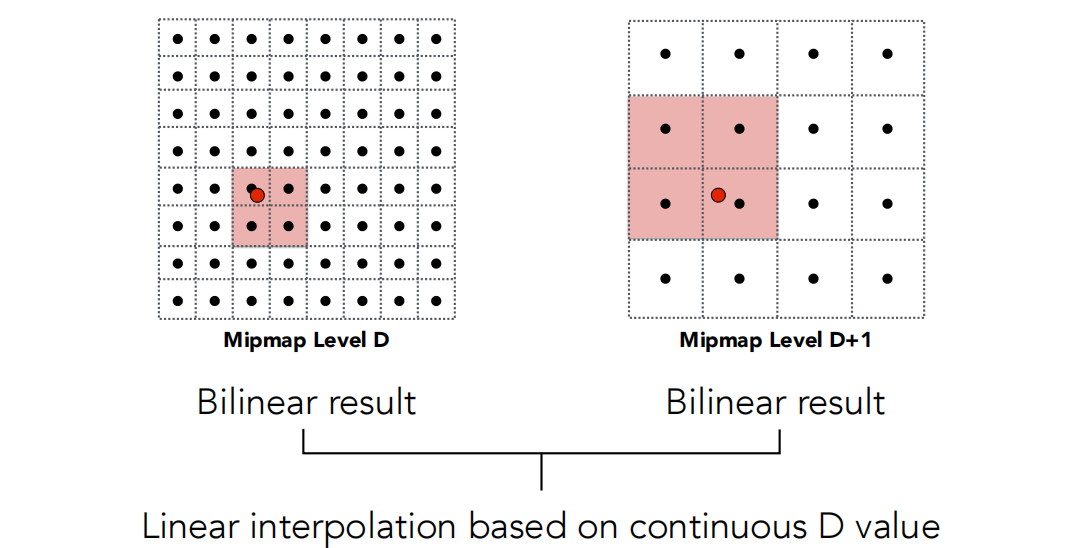 Mipmap Level D
Mipmap Level D+1
Bilinear result
Bilinear result
Linear interpolation based on continuous D value